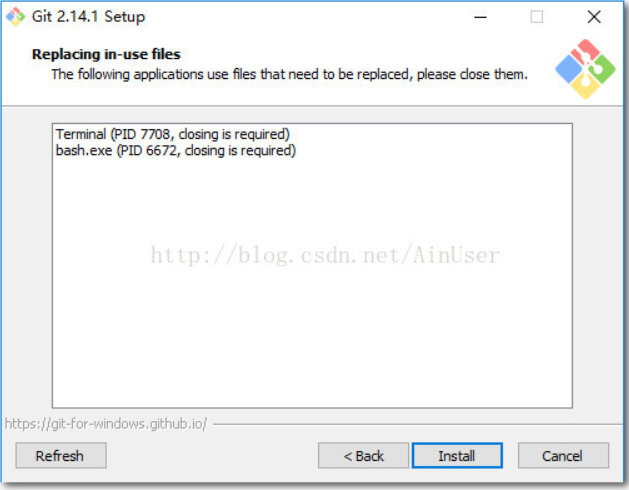 Git 2.14.1 Setup
Replacing in-use files
The following applications use files that need to be replaced, please close them.
Terminal (PID 7708, closing is required)
bash.exe (PID 6672, closing is required)
http://blog.csdn.net/AinUser
https://git-for-windows.github.io/
Refresh
< Back
Install
Cancel